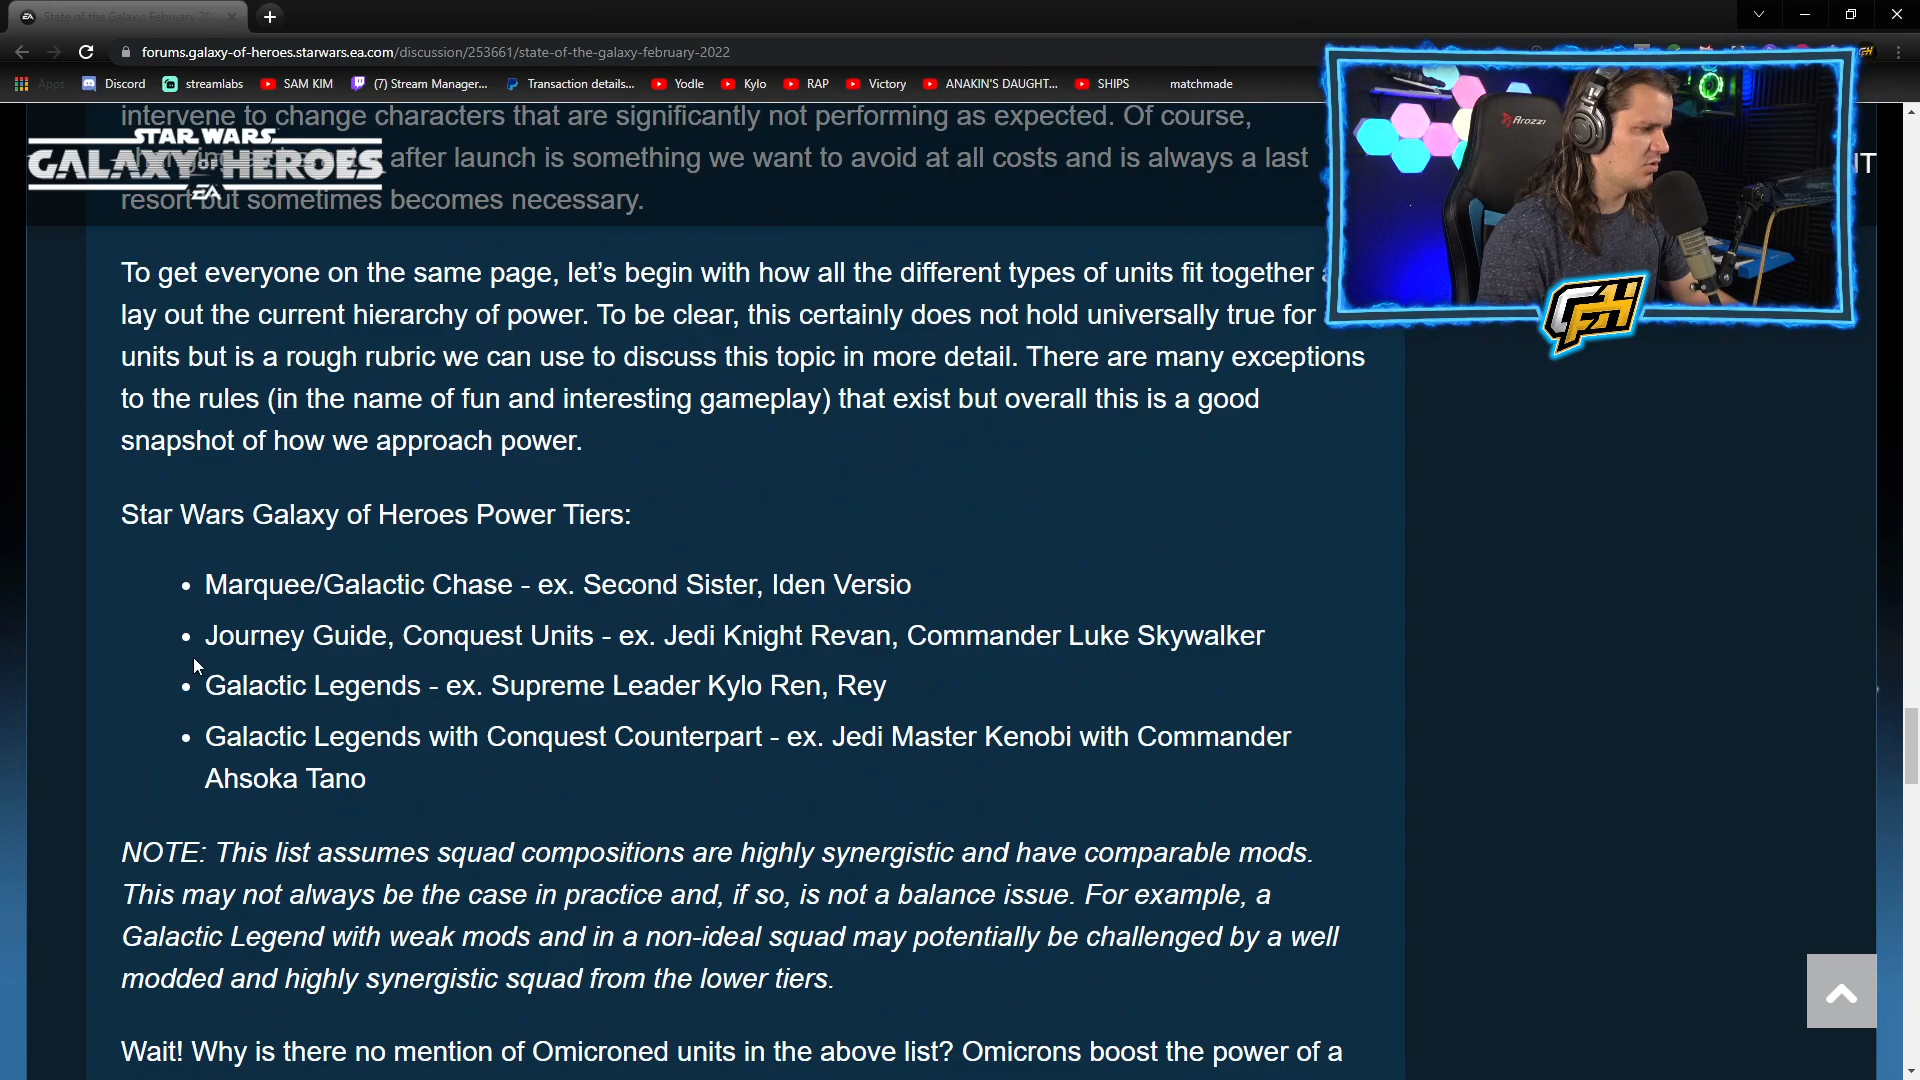 State of the Galaxy: February 20
forums.galaxy-of-heroes.starwars.ea.com/discussion/253661/state-of-the-galaxy-february-2022
Apps Discord streamlabs SAM KIM (7) Stream Manager... Transaction details... Yodle Kylo RAP Victory ANAKIN'S DAUGHT... SHIPS matchmade
intervene to change characters that are significantly not performing as expected. Of course,
after launch is something we want to avoid at all costs and is always a last
resort but sometimes becomes necessary.
STAR WARS
GALAXY OF HEROES
EA
Arozzi
To get everyone on the same page, let’s begin with how all the different types of units fit together
lay out the current hierarchy of power. To be clear, this certainly does not hold universally true for
units but is a rough rubric we can use to discuss this topic in more detail. There are many exceptions
to the rules (in the name of fun and interesting gameplay) that exist but overall this is a good
snapshot of how we approach power.
Star Wars Galaxy of Heroes Power Tiers:
• Marquee/Galactic Chase - ex. Second Sister, Iden Versio
• Journey Guide, Conquest Units - ex. Jedi Knight Revan, Commander Luke Skywalker
• Galactic Legends - ex. Supreme Leader Kylo Ren, Rey
• Galactic Legends with Conquest Counterpart - ex. Jedi Master Kenobi with Commander
Ahsoka Tano
NOTE: This list assumes squad compositions are highly synergistic and have comparable mods.
This may not always be the case in practice and, if so, is not a balance issue. For example, a
Galactic Legend with weak mods and in a non-ideal squad may potentially be challenged by a well
modded and highly synergistic squad from the lower tiers.
Wait! Why is there no mention of Omicroned units in the above list? Omicrons boost the power of a